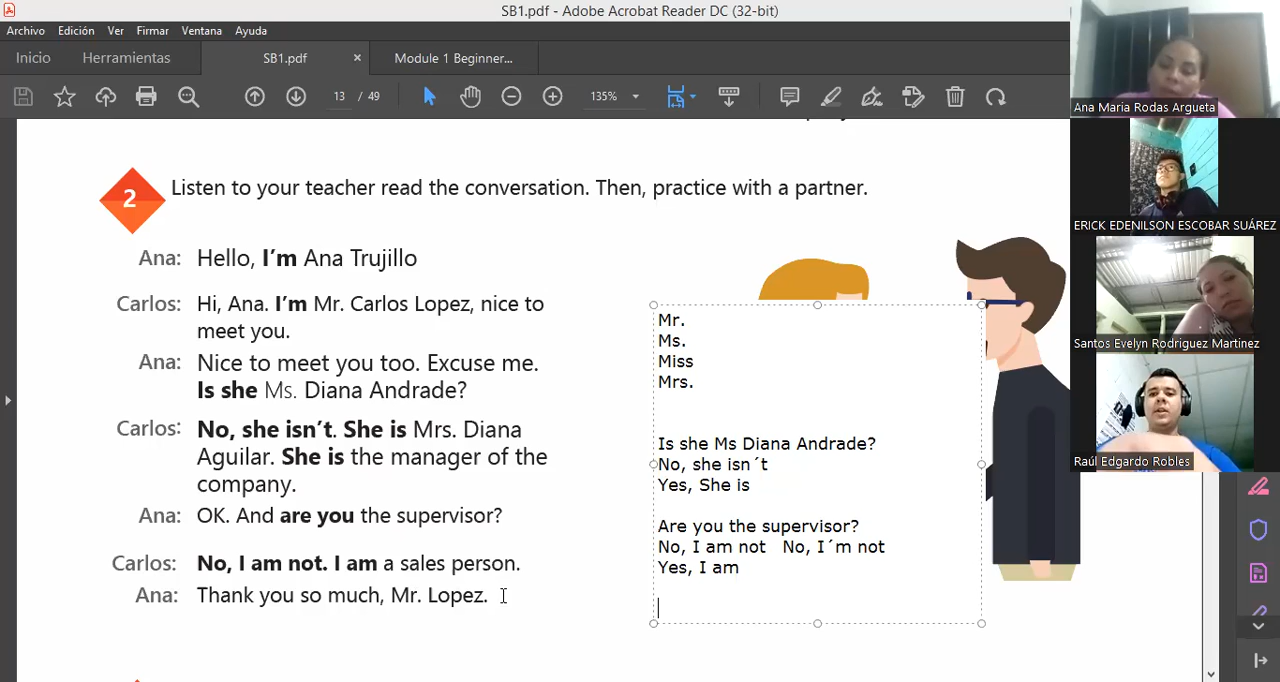 SB1.pdf - Adobe Acrobat Reader DC (32-bit)
Archivo Edición Ver Firmar Ventana Ayuda
Inicio Herramientas SB1.pdf × Module 1 Beginner...
13 / 49 135%
2 Listen to your teacher read the conversation. Then, practice with a partner.
Ana: Hello, I'm Ana Trujillo
Carlos: Hi, Ana. I'm Mr. Carlos Lopez, nice to
meet you.
Ana: Nice to meet you too. Excuse me.
Is she Ms. Diana Andrade?
Carlos: No, she isn't. She is Mrs. Diana
Aguilar. She is the manager of the
company.
Ana: OK. And are you the supervisor?
Carlos: No, I am not. I am a sales person.
Ana: Thank you so much, Mr. Lopez.
Mr.
Ms.
Miss
Mrs.
Is she Ms Diana Andrade?
No, she isn´t
Yes, She is
Are you the supervisor?
No, I am not No, I´m not
Yes, I am
Ana Maria Rodas Argueta
ERICK EDENILSON ESCOBAR SUÁREZ
Santos Evelyn Rodriguez Martinez
Raúl Edgardo Robles